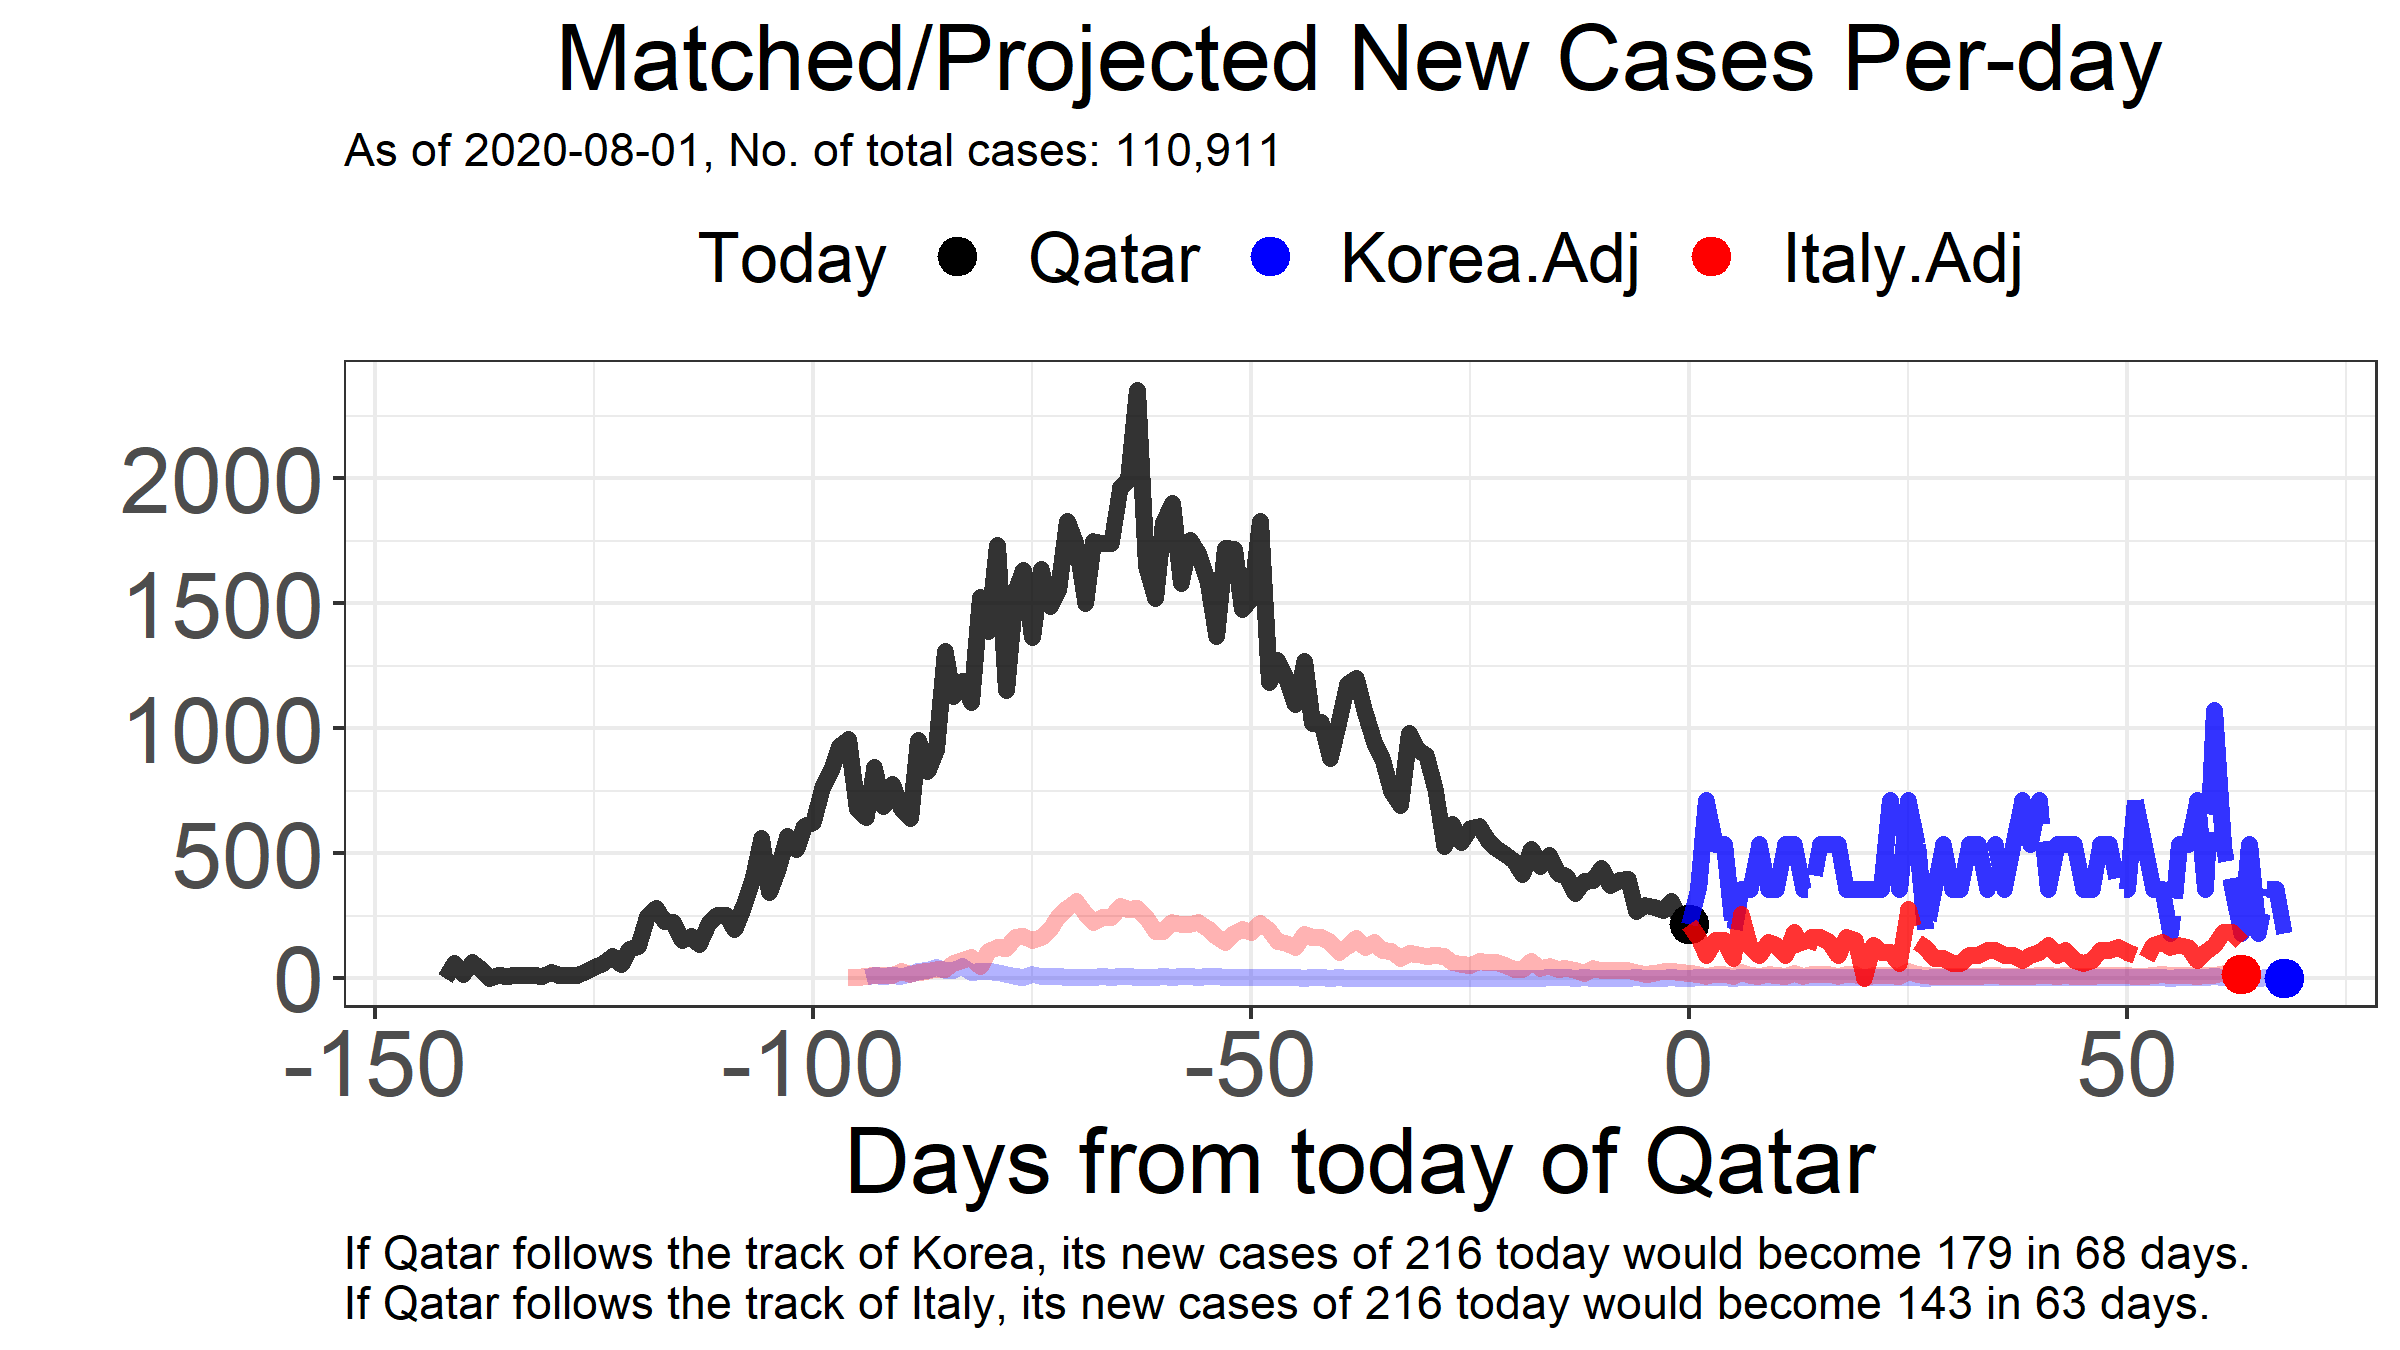 Matched/Projected New Cases Per-day
As of 2020-08-01, No. of total cases: 110,911
Today Qatar Korea.Adj Italy.Adj
2000
1500
1000
500
0
-150 -100 -50 0 50
Days from today of Qatar
If Qatar follows the track of Korea, its new cases of 216 today would become 179 in 68 days.
If Qatar follows the track of Italy, its new cases of 216 today would become 143 in 63 days.